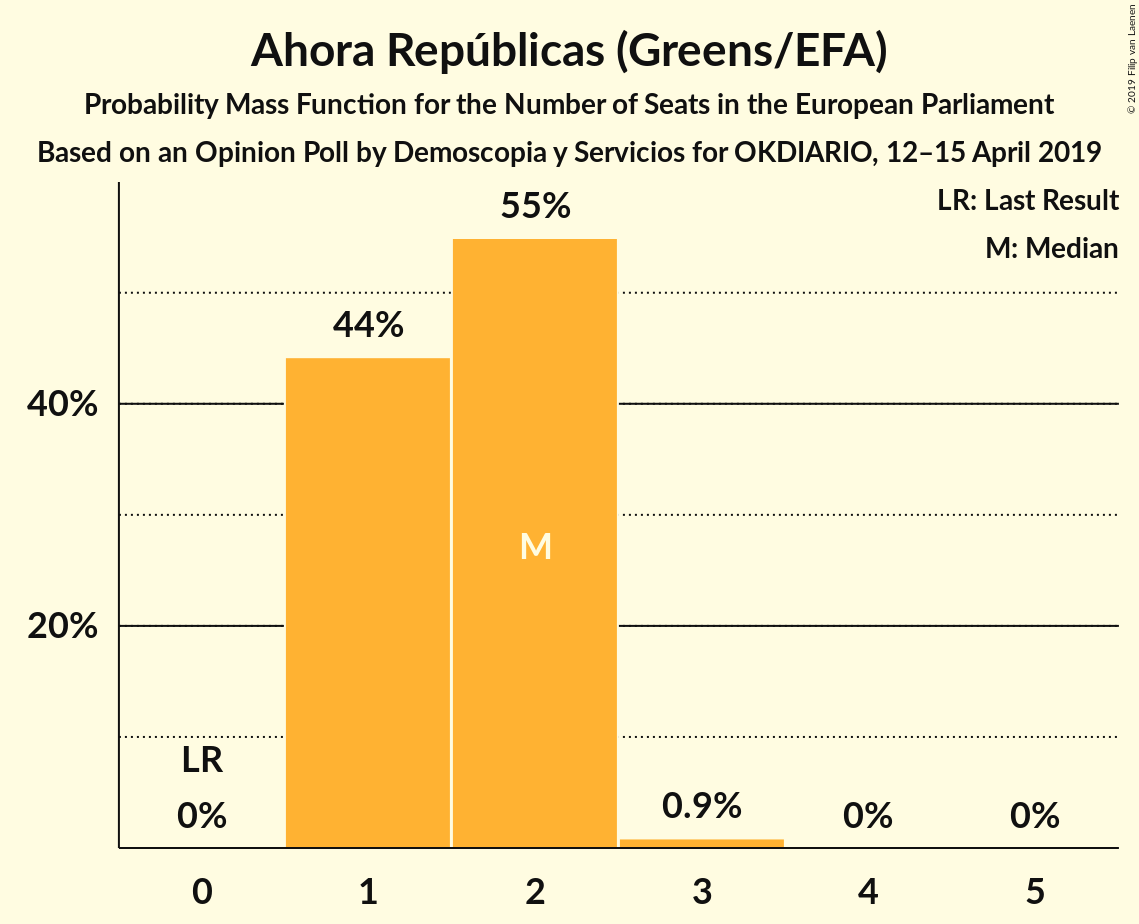 Ahora Repúblicas (Greens/EFA)
Probability Mass Function for the Number of Seats in the European Parliament
Based on an Opinion Poll by Demoscopia y Servicios for OKDIARIO, 12–15 April 2019
© 2019 Filip van Laenen
LR: Last Result
M: Median
55%
44%
40%
M
20%
LR
0%
0.9%
0%
0%
0
1
2
3
4
5